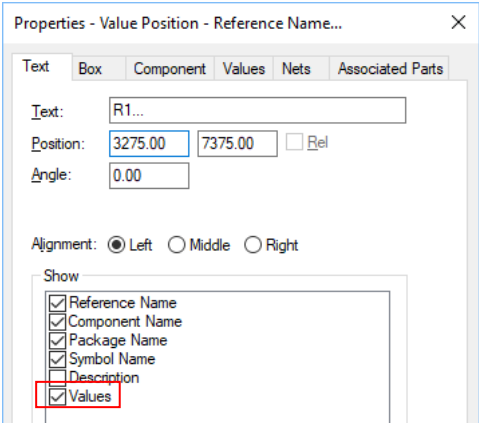 Properties - Value Position - Reference Name...
Text Box Component Values Nets Associated Parts
Text: R1...
Position: 3275.00 7375.00 Rel
Angle: 0.00
Alignment: Left Middle Right
Show
Reference Name
Component Name
Package Name
Symbol Name
Description
Values